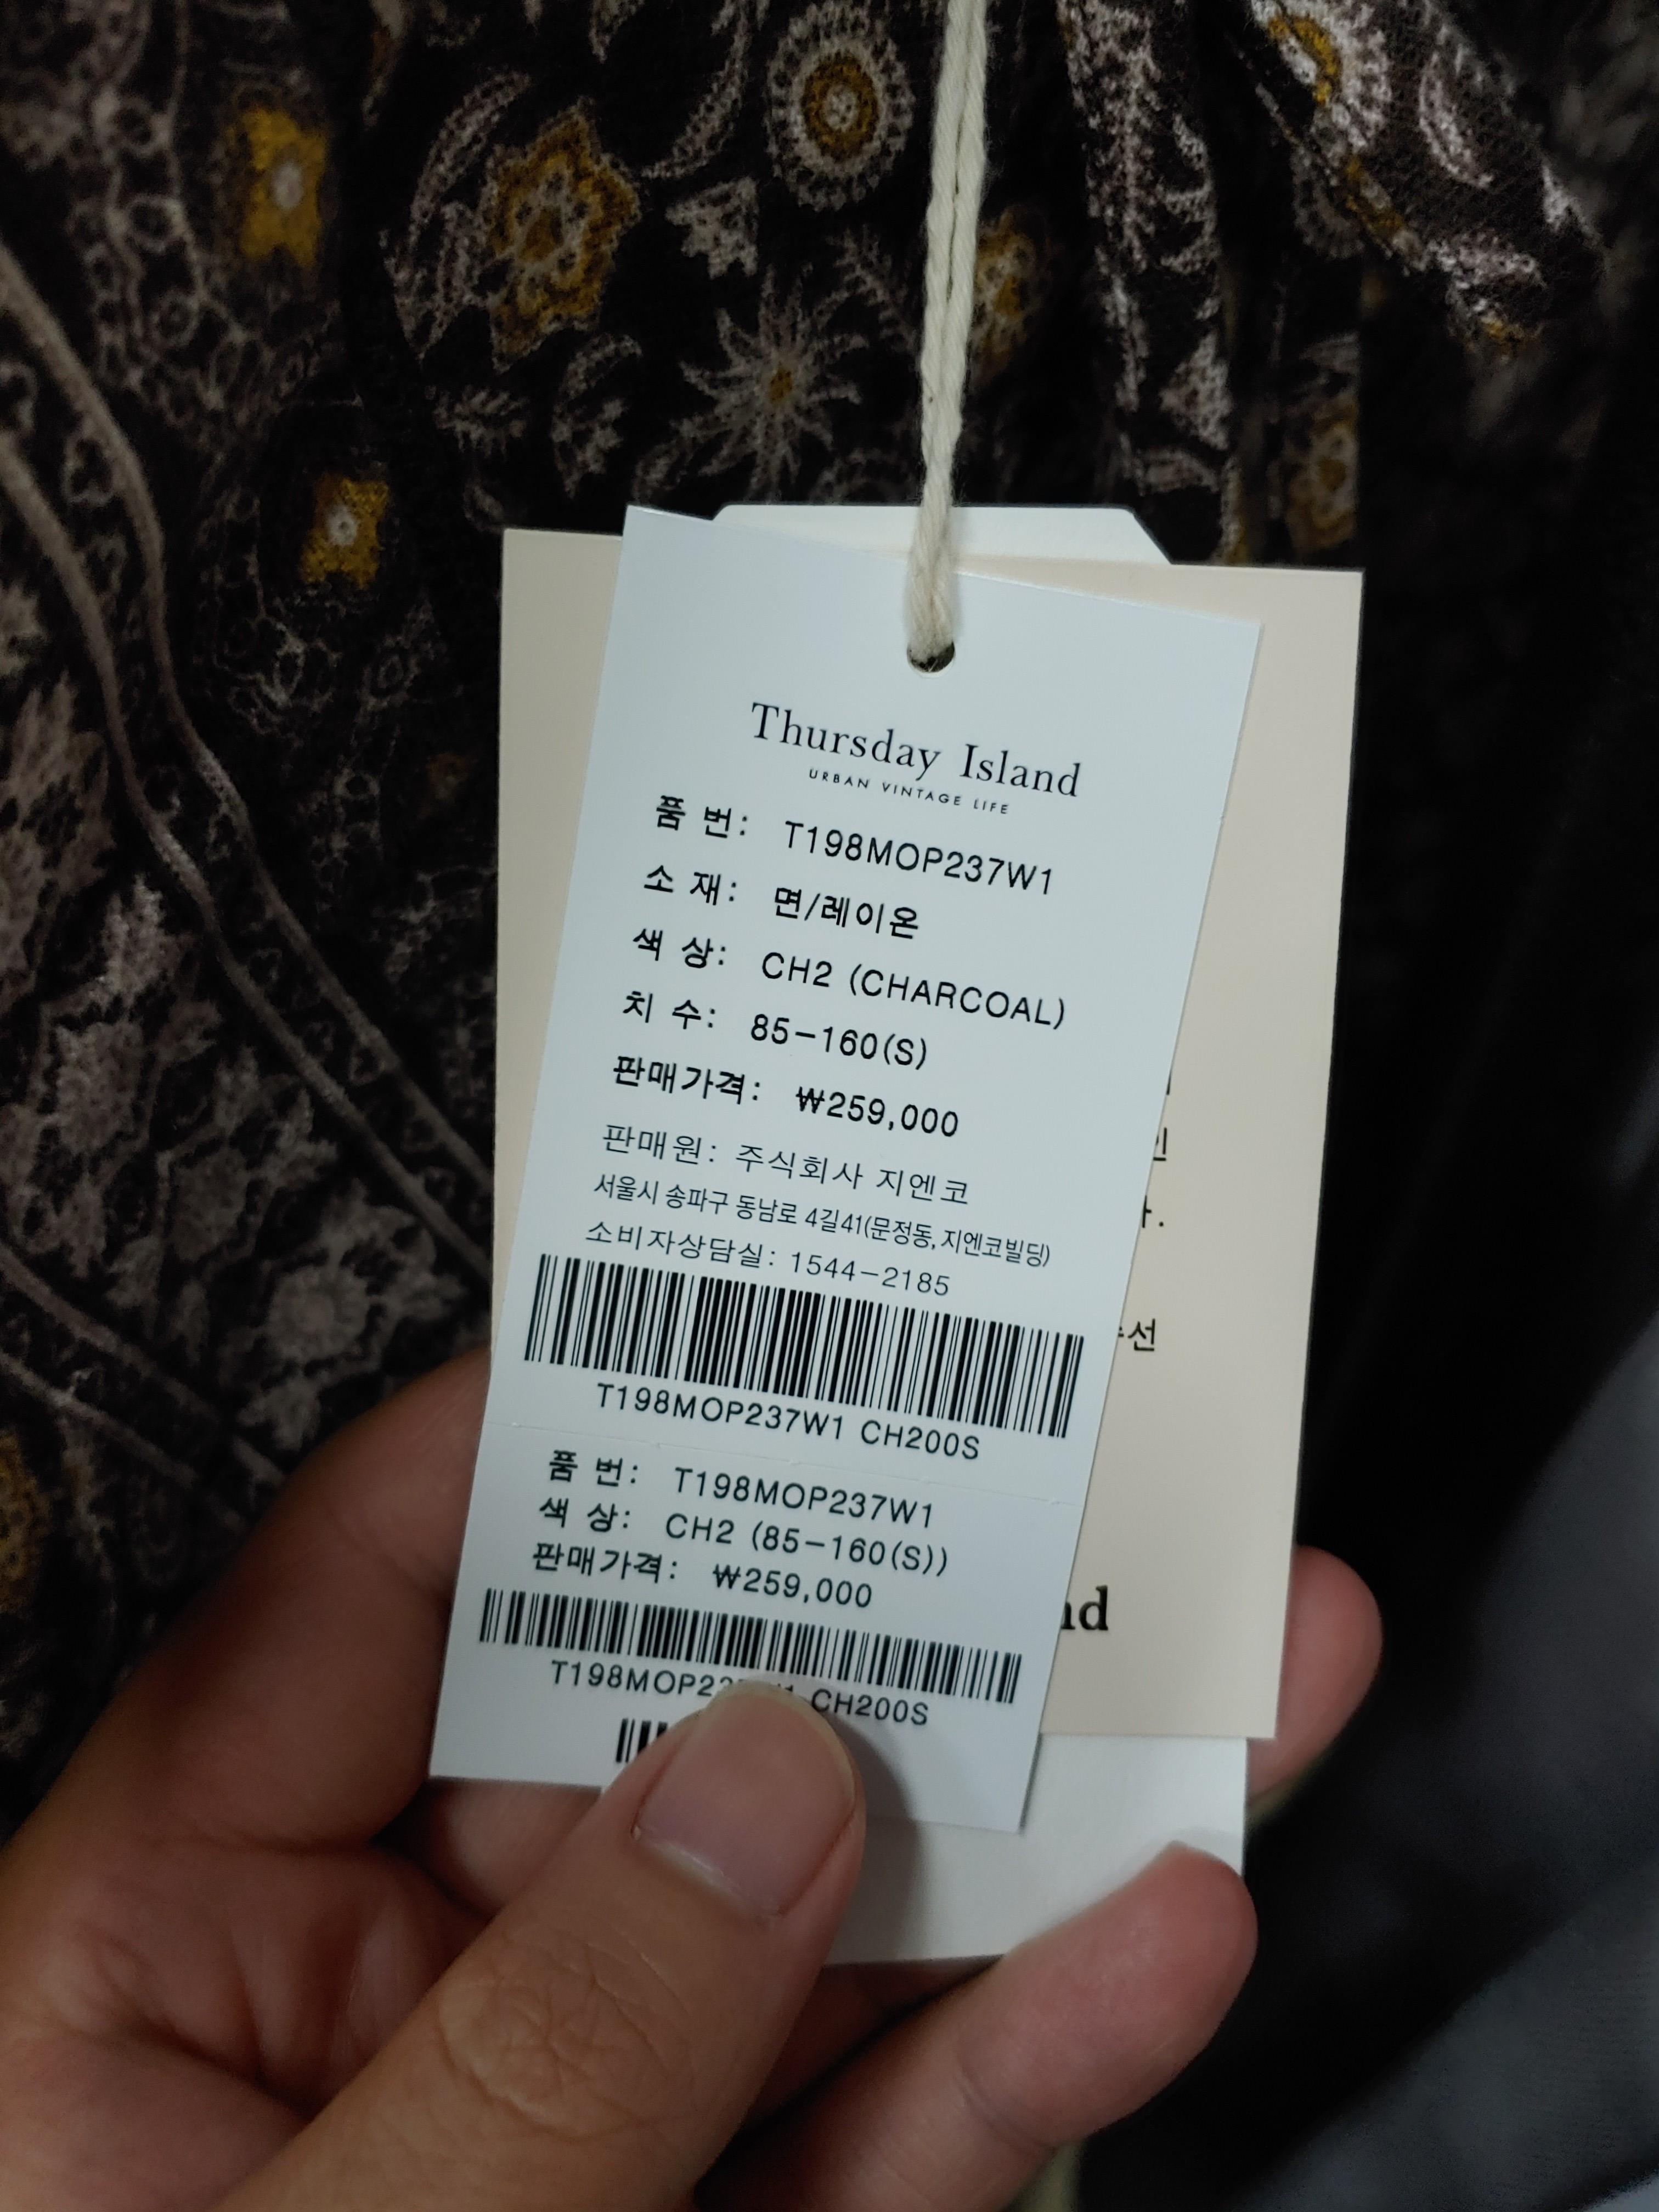 Thursday Island
URBAN VINTAGE LIFE
품 번: T198MOP237W1
소 재: 면/레이온
색 상: CH2 (CHARCOAL)
치 수: 85-160(S)
판매가격: ₩259,000
판매원: 주식회사 지엔코
서울시 송파구 동남로 4길41(문정동, 지엔코빌딩)
소비자상담실: 1544-2185
T198MOP237W1 CH200S
품 번: T198MOP237W1
색 상: CH2 (85-160(S))
판매가격: ₩259,000
CH200S